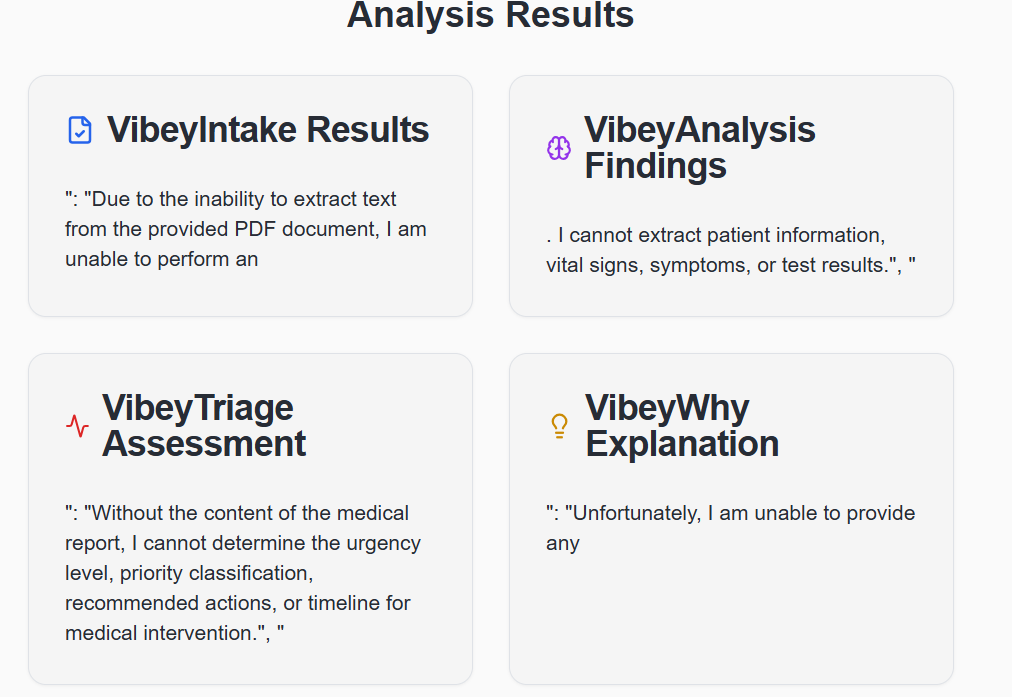 Analysis Results
VibeyIntake Results
": "Due to the inability to extract text
from the provided PDF document, I am
unable to perform an
VibeyAnalysis
Findings
. I cannot extract patient information,
vital signs, symptoms, or test results.", "
VibeyTriage
Assessment
": "Without the content of the medical
report, I cannot determine the urgency
level, priority classification,
recommended actions, or timeline for
medical intervention.", "
VibeyWhy
Explanation
": "Unfortunately, I am unable to provide
any